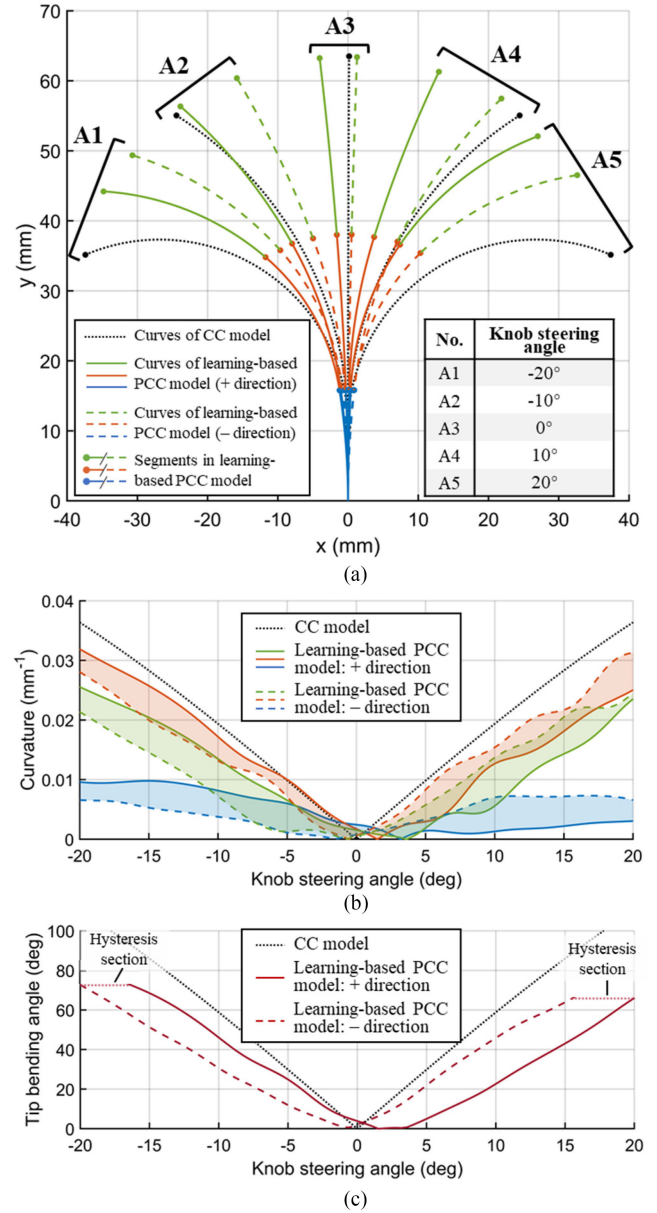 70
60
50
40
30
20
10
0
y (mm)
A1
A2
A3
A4
A5
Curves of CC model
Curves of learning-based
PCC model (+ direction)
Curves of learning-based
PCC model (− direction)
Segments in learning-
based PCC model
No. Knob steering
angle
A1 -20°
A2 -10°
A3 0°
A4 10°
A5 20°
-40 -30 -20 -10 0 10 20 30 40
x (mm)
(a)
0.04
0.03
0.02
0.01
0
Curvature (mm⁻¹)
CC model
Learning-based PCC
model: + direction
Learning-based PCC
model: − direction
-20 -15 -10 -5 0 5 10 15 20
Knob steering angle (deg)
(b)
100
80
60
40
20
0
Tip bending angle (deg)
Hysteresis
section
CC model
Learning-based PCC
model: + direction
Learning-based PCC
model: − direction
Hysteresis
section
-20 -15 -10 -5 0 5 10 15 20
Knob steering angle (deg)
(c)